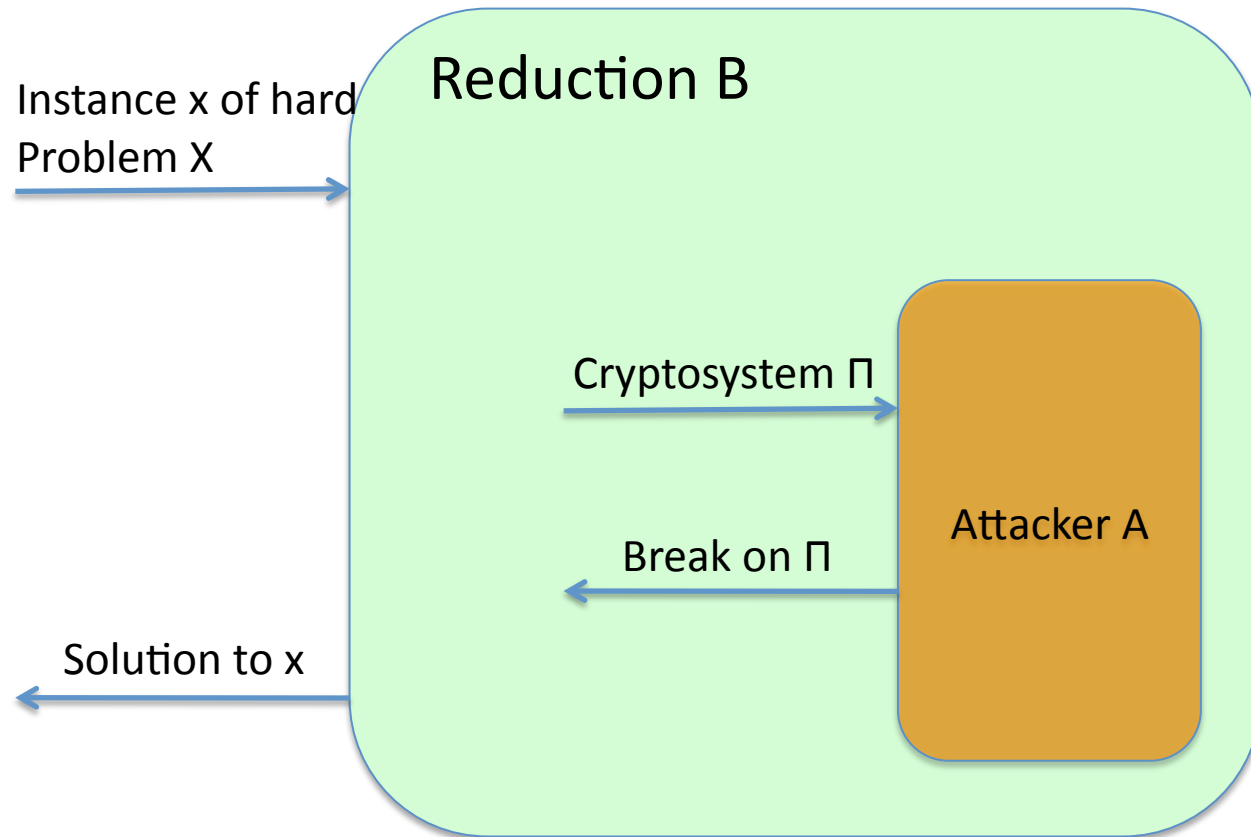 Reduction B
Instance x of hard
Problem X
Cryptosystem Π
Attacker A
Break on Π
Solution to x